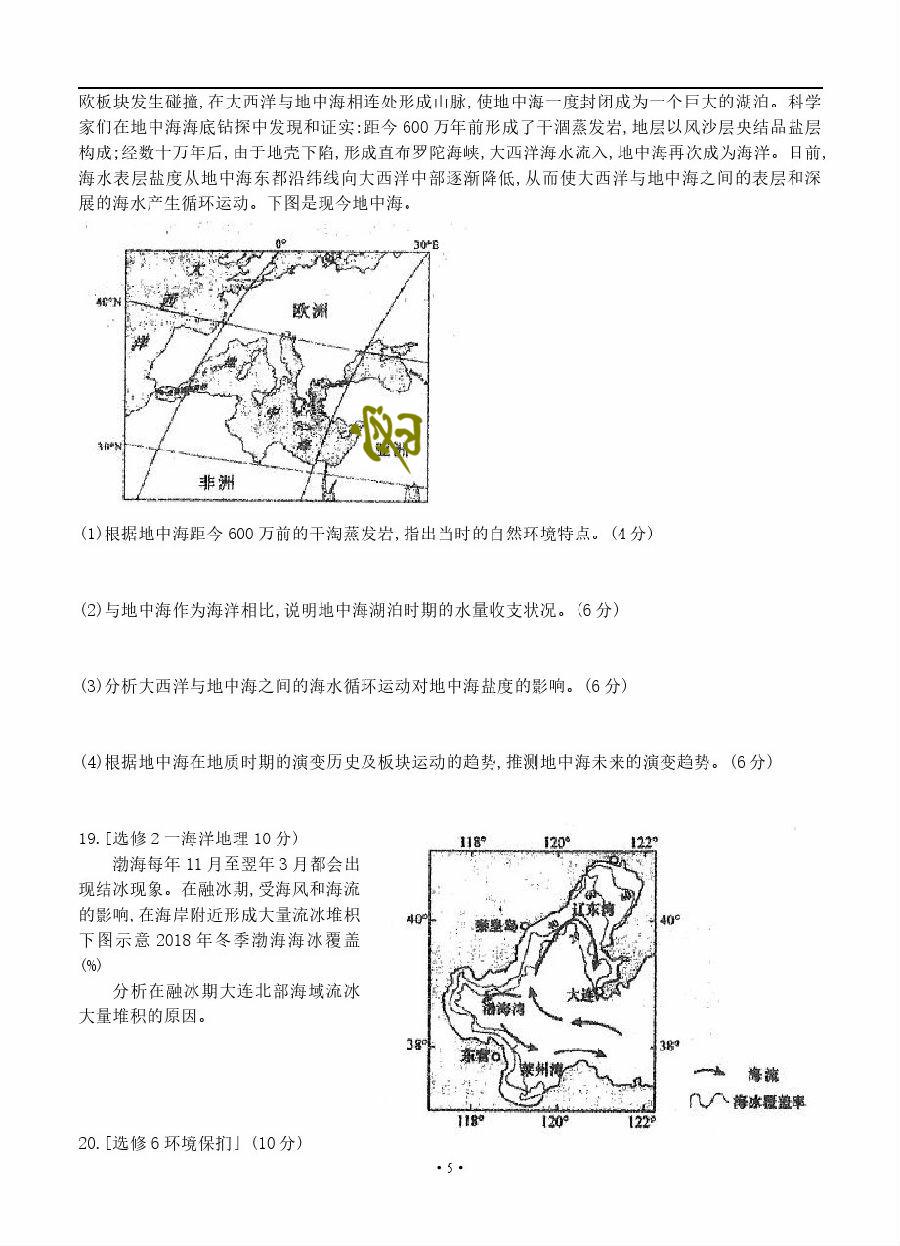 欧板块发生碰撞,在大西洋与地中海相连处形成山脉,使地中海一度封闭成为一个巨大的湖泊。科学
家们在地中海海底钻探中发现和证实:距今 600 万年前形成了干涸蒸发岩,地层以风沙层央结晶盐层
构成;经数十万年后,由于地壳下陷,形成直布罗陀海峡,大西洋海水流入,地中海再次成为海洋。日前,
海水表层盐度从地中海东都沿纬线向大西洋中部逐渐降低,从而使大西洋与地中海之间的表层和深
展的海水产生循环运动。下图是现今地中海。
0° 30°E
大
40°N 西 欧洲
洋
地
中
海
30°N
非洲
(1)根据地中海距今 600 万前的干淘蒸发岩,指出当时的自然环境特点。(4 分)
(2)与地中海作为海洋相比,说明地中海湖泊时期的水量收支状况。(6 分)
(3)分析大西洋与地中海之间的海水循环运动对地中海盐度的影响。(6 分)
(4)根据地中海在地质时期的演变历史及板块运动的趋势,推测地中海未来的演变趋势。(6 分)
19.[选修 2 一海洋地理 10 分)
渤海每年 11 月至翌年 3 月都会出
现结冰现象。在融冰期,受海风和海流
的影响,在海岸附近形成大量流冰堆积
下图示意 2018 年冬季渤海海冰覆盖
(%)
分析在融冰期大连北部海域流冰
大量堆积的原因。
118° 120° 122°
辽东湾
40° 秦皇岛 40°
大连
渤海湾
38° 东营 38°
莱州湾
海流
海冰覆盖率
118° 120° 122°
20.[选修 6 环境保扪」(10 分)
·5·